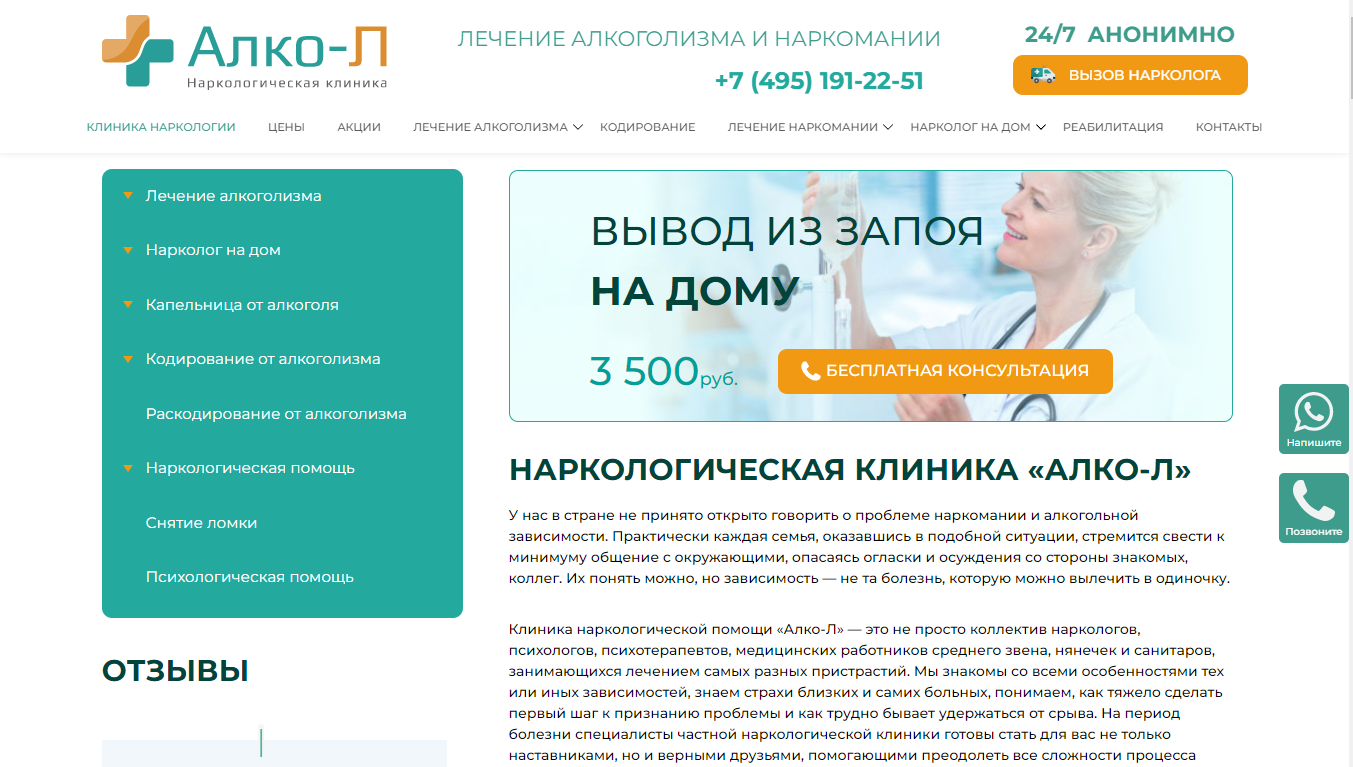 Алко-Л
Наркологическая клиника
ЛЕЧЕНИЕ АЛКОГОЛИЗМА И НАРКОМАНИИ
+7 (495) 191-22-51
24/7 АНОНИМНО
ВЫЗОВ НАРКОЛОГА
КЛИНИКА НАРКОЛОГИИ ЦЕНЫ АКЦИИ ЛЕЧЕНИЕ АЛКОГОЛИЗМА КОДИРОВАНИЕ ЛЕЧЕНИЕ НАРКОМАНИИ НАРКОЛОГ НА ДОМ РЕАБИЛИТАЦИЯ КОНТАКТЫ
Лечение алкоголизма
Нарколог на дом
Капельница от алкоголя
Кодирование от алкоголизма
Раскодирование от алкоголизма
Наркологическая помощь
Снятие ломки
Психологическая помощь
ОТЗЫВЫ
ВЫВОД ИЗ ЗАПОЯ
НА ДОМУ
3 500руб.
БЕСПЛАТНАЯ КОНСУЛЬТАЦИЯ
НАРКОЛОГИЧЕСКАЯ КЛИНИКА «АЛКО-Л»
У нас в стране не принято открыто говорить о проблеме наркомании и алкогольной
зависимости. Практически каждая семья, оказавшись в подобной ситуации, стремится свести к
минимуму общение с окружающими, опасаясь огласки и осуждения со стороны знакомых,
коллег. Их понять можно, но зависимость — не та болезнь, которую можно вылечить в одиночку.
Клиника наркологической помощи «Алко-Л» — это не просто коллектив наркологов,
психологов, психотерапевтов, медицинских работников среднего звена, нянечек и санитаров,
занимающихся лечением самых разных пристрастий. Мы знакомы со всеми особенностями тех
или иных зависимостей, знаем страхи близких и самих больных, понимаем, как тяжело сделать
первый шаг к признанию проблемы и как трудно бывает удержаться от срыва. На период
болезни специалисты частной наркологической клиники готовы стать для вас не только
наставниками, но и верными друзьями, помогающими преодолеть все сложности процесса
Напишите
Позвоните